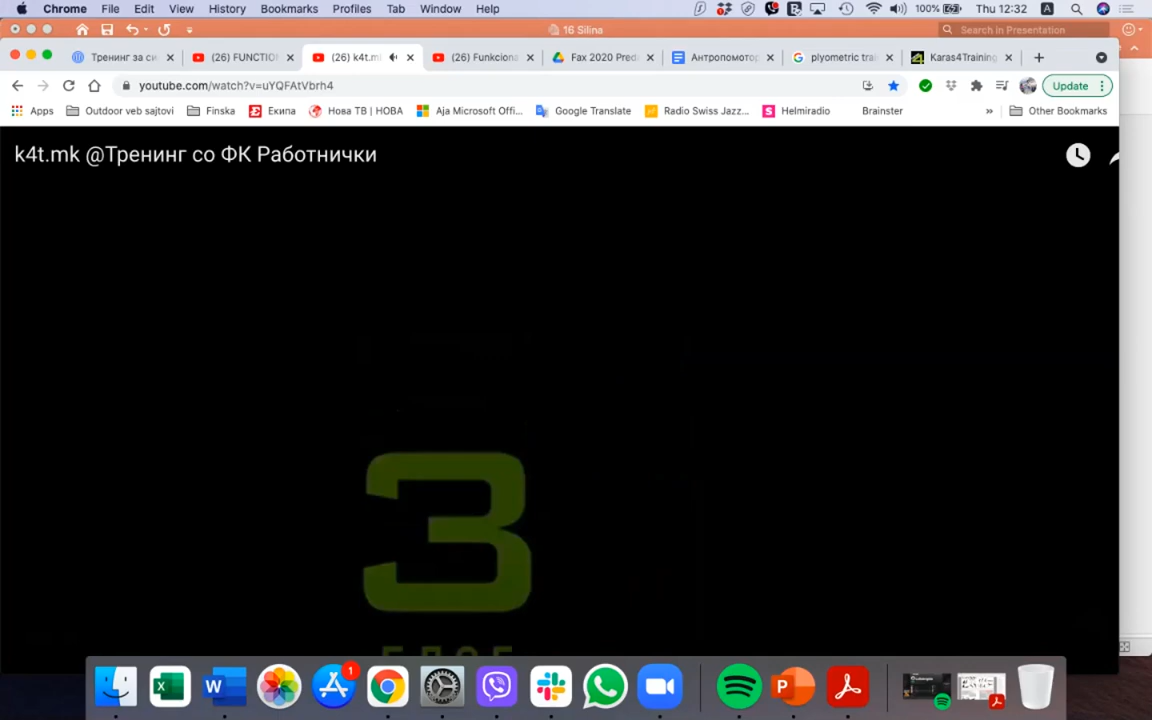 Chrome File Edit View History Bookmarks Profiles Tab Window Help 100% Thu 12:32 A
16 Silina Search in Presentation
Тренинг за си (26) FUNCTION (26) k4t.m (26) Funkciona Fax 2020 Pred Антропомотор plyometric trai Karas4Training
youtube.com/watch?v=uYQFAtVbrh4 Update
Apps Outdoor veb sajtovi Finska Екипа Нова ТВ | НОВА Aja Microsoft Offi... Google Translate Radio Swiss Jazz... Helmiradio Brainster » Other Bookmarks
k4t.mk @Тренинг со ФК Работнички
3
1